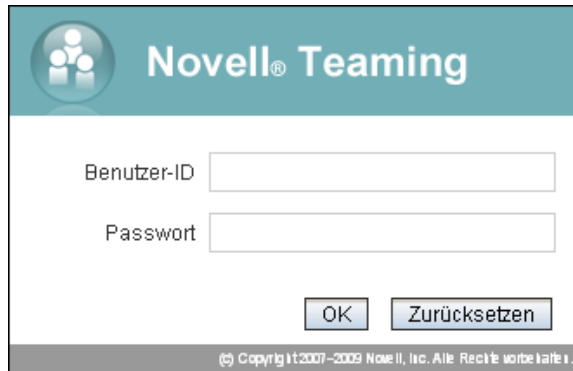 Novell® Teaming
Benutzer-ID
Passwort
OK Zurücksetzen
(c) Copyright 2007–2009 Novell, Inc. Alle Rechte vorbehalten.